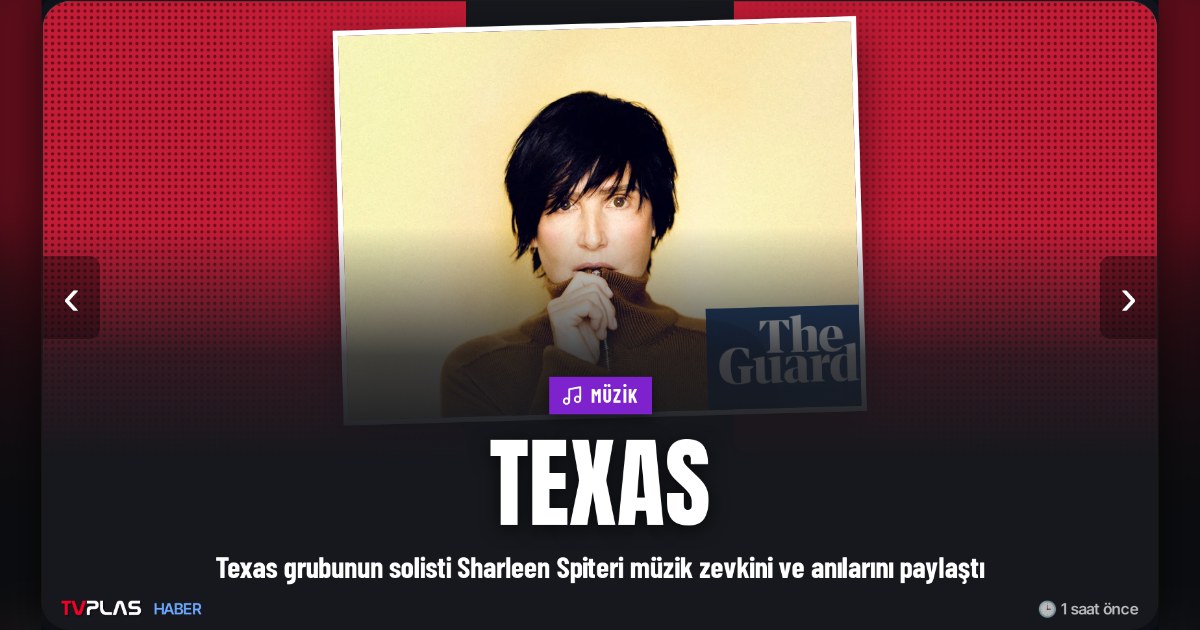 The
Guard
MÜZİK
TEXAS
Texas grubunun solisti Sharleen Spiteri müzik zevkini ve anılarını paylaştı
TVPLAS HABER
1 saat önce